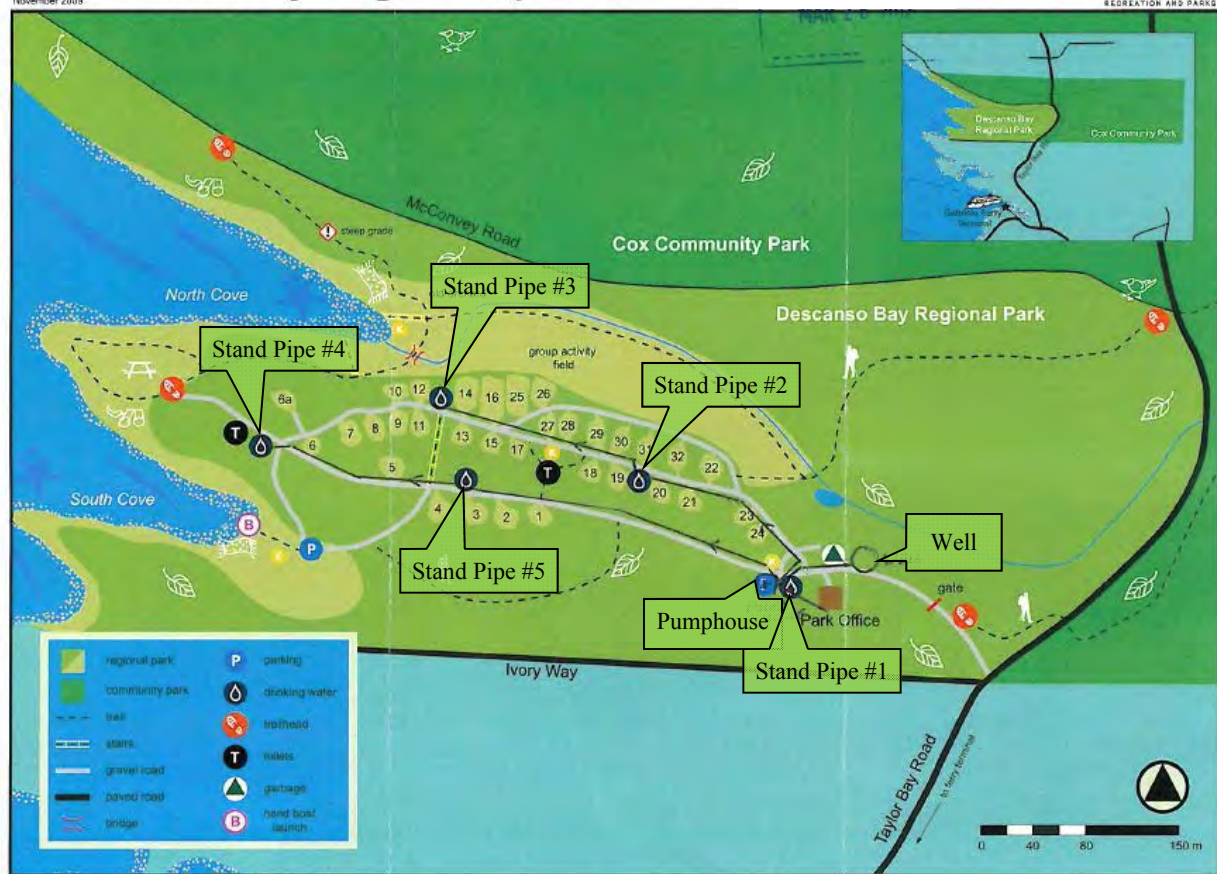 November 2009
RECREATION AND PARKS
Descanso Bay
Regional Park
Cox Community Park
Gabriola Ferry
Terminal
McConvey Road
steep grade
Cox Community Park
North Cove
Stand Pipe #3
Descanso Bay Regional Park
Stand Pipe #4
group activity
field
Stand Pipe #2
6a
10
12
14
16
25
26
7
8
9
11
13
15
17
27
28
29
30
31
32
22
6
5
18
19
20
21
T
T
K
K
K
K
South Cove
4
3
2
1
23
24
B
P
Stand Pipe #5
Well
gate
Pumphouse
Park Office
Stand Pipe #1
Ivory Way
regional park
community park
trail
stairs
gravel road
paved road
bridge
P
parking
drinking water
trailhead
T
toilets
garbage
B
hand boat
launch
Taylor Bay Road
to ferry terminal
0
40
80
150 m